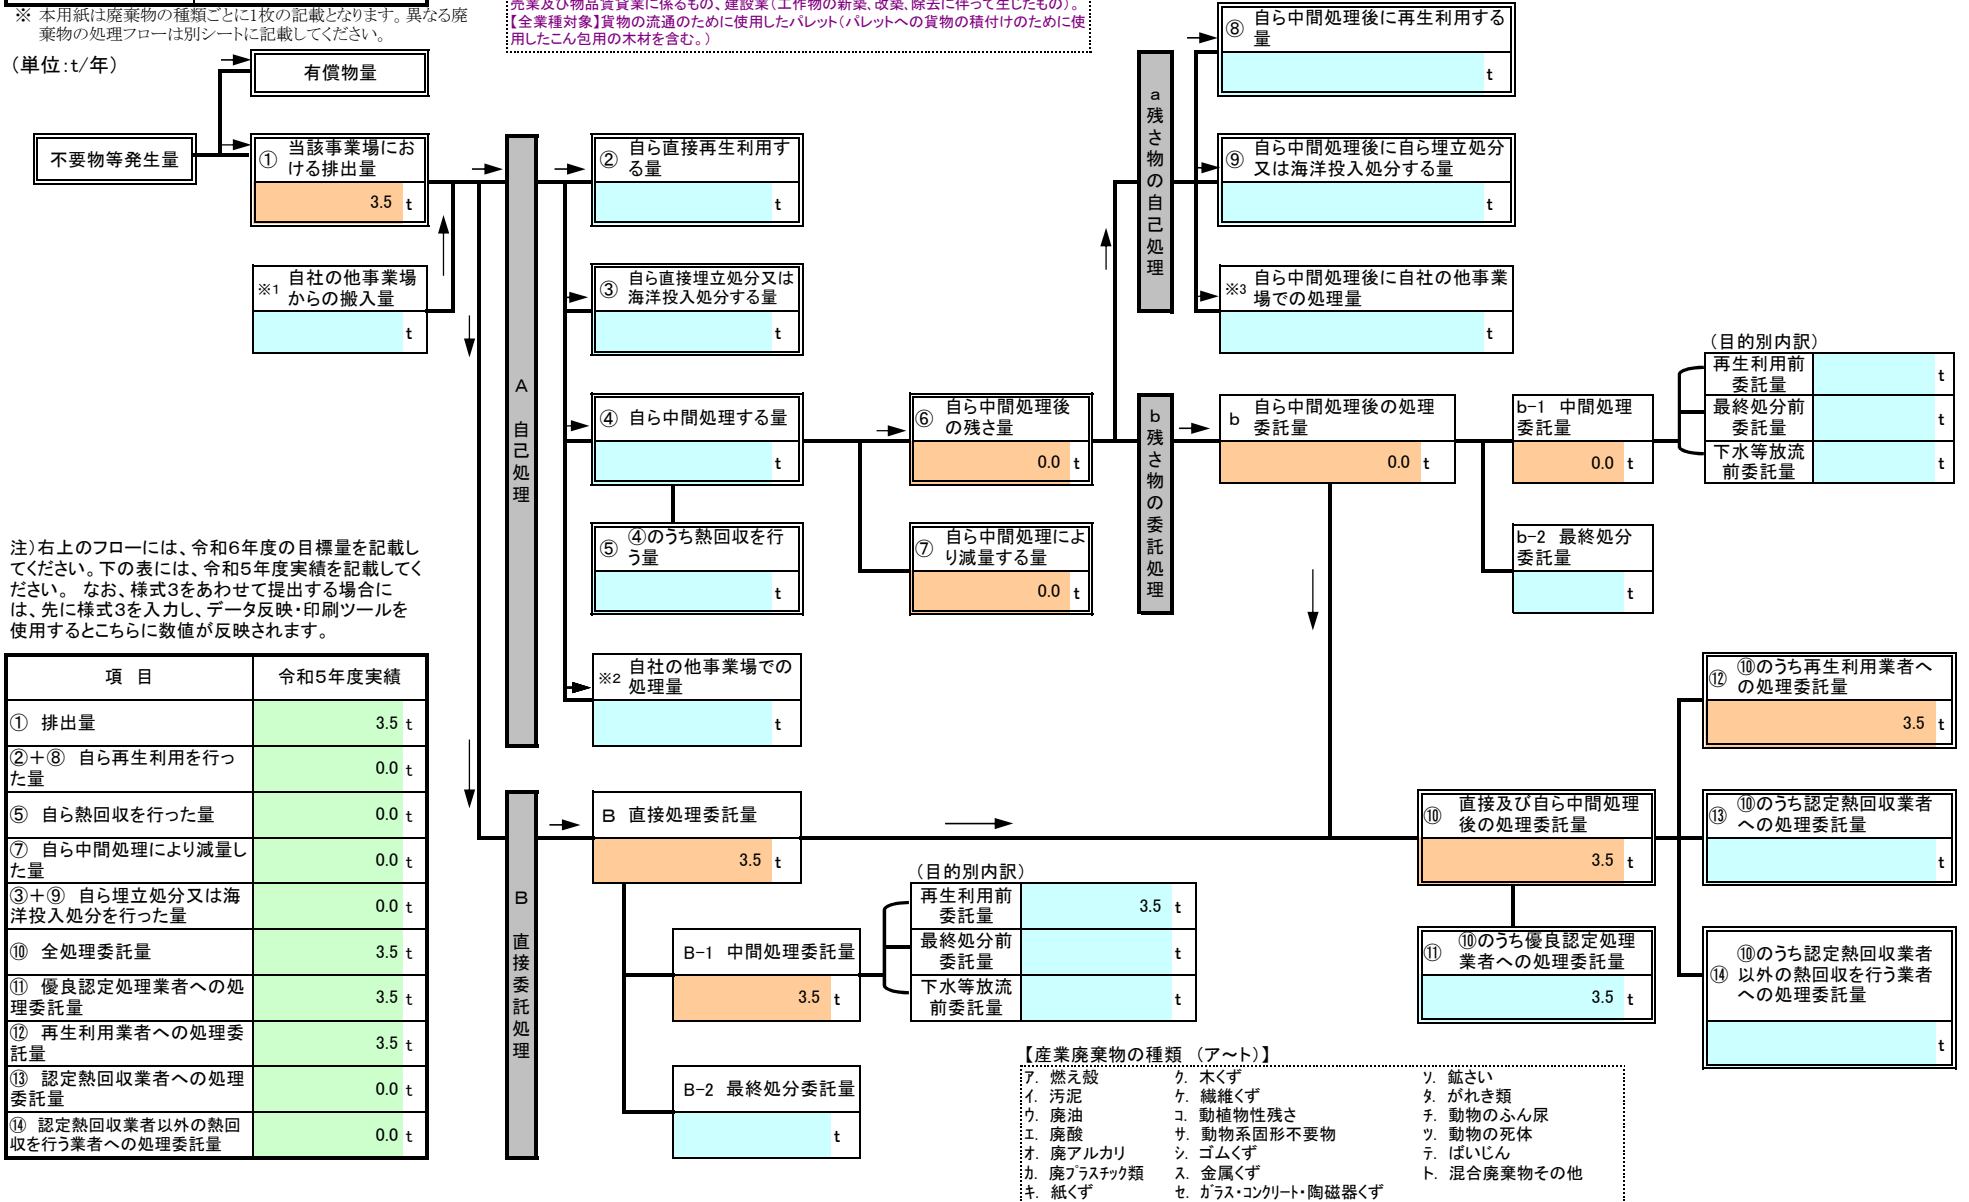 ※ 本用紙は廃棄物の種類ごとに1枚の記載となります。異なる廃
棄物の処理フローは別シートに記載してください。
売業及び物品賃貸業に係るもの、建設業(工作物の新築、改築、除去に伴って生じたもの)。
【全業種対象】貨物の流通のために使用したパレット(パレットへの貨物の積付けのために使
用したこん包用の木材を含む。)
(単位:t/年)
有償物量
不要物等発生量
① 当該事業場にお
ける排出量
3.5 t
※1 自社の他事業場
からの搬入量
t
A 自己処理
② 自ら直接再生利用す
る量
t
③ 自ら直接埋立処分又は
海洋投入処分する量
t
④ 自ら中間処理する量
t
⑤ ④のうち熱回収を行
う量
t
※2 自社の他事業場での
処理量
t
⑥ 自ら中間処理後
の残さ量
0.0 t
⑦ 自ら中間処理によ
り減量する量
0.0 t
a残さ物の自己処理
⑧ 自ら中間処理後に再生利用する
量
t
⑨ 自ら中間処理後に自ら埋立処分
又は海洋投入処分する量
t
※3 自ら中間処理後に自社の他事業
場での処理量
t
b残さ物の委託処理
b 自ら中間処理後の処理
委託量
0.0 t
b-1 中間処理
委託量
0.0 t
b-2 最終処分
委託量
t
(目的別内訳)
再生利用前
委託量
t
最終処分前
委託量
t
下水等放流
前委託量
t
注)右上のフローには、令和6年度の目標量を記載し
てください。下の表には、令和5年度実績を記載してく
ださい。 なお、様式3をあわせて提出する場合に
は、先に様式3を入力し、データ反映・印刷ツールを
使用するとこちらに数値が反映されます。
項 目 令和5年度実績
① 排出量 3.5 t
②+⑧ 自ら再生利用を行っ
た量
0.0 t
⑤ 自ら熱回収を行った量 0.0 t
⑦ 自ら中間処理により減量し
た量
0.0 t
③+⑨ 自ら埋立処分又は海
洋投入処分を行った量
0.0 t
⑩ 全処理委託量 3.5 t
⑪ 優良認定処理業者への処
理委託量
3.5 t
⑫ 再生利用業者への処理委
託量
3.5 t
⑬ 認定熱回収業者への処理
委託量
0.0 t
⑭ 認定熱回収業者以外の熱回
収を行う業者への処理委託量
0.0 t
B 直接委託処理
B 直接処理委託量
3.5 t
B-1 中間処理委託量
3.5 t
B-2 最終処分委託量
t
(目的別内訳)
再生利用前
委託量
3.5 t
最終処分前
委託量
t
下水等放流
前委託量
t
⑩ 直接及び自ら中間処理
後の処理委託量
3.5 t
⑪ ⑩のうち優良認定処理
業者への処理委託量
3.5 t
⑫ ⑩のうち再生利用業者へ
の処理委託量
3.5 t
⑬ ⑩のうち認定熱回収業者
への処理委託量
t
⑭ ⑩のうち認定熱回収業者
以外の熱回収を行う業者
への処理委託量
t
【産業廃棄物の種類 (ア~ト)】
ア. 燃え殻 ク. 木くず ソ. 鉱さい
イ. 汚泥 ケ. 繊維くず タ. がれき類
ウ. 廃油 コ. 動植物性残さ チ. 動物のふん尿
エ. 廃酸 サ. 動物系固形不要物 ツ. 動物の死体
オ. 廃アルカリ シ. ゴムくず テ. ばいじん
カ. 廃プラスチック類 ス. 金属くず ト. 混合廃棄物その他
キ. 紙くず セ. ガラス・コンクリート・陶磁器くず